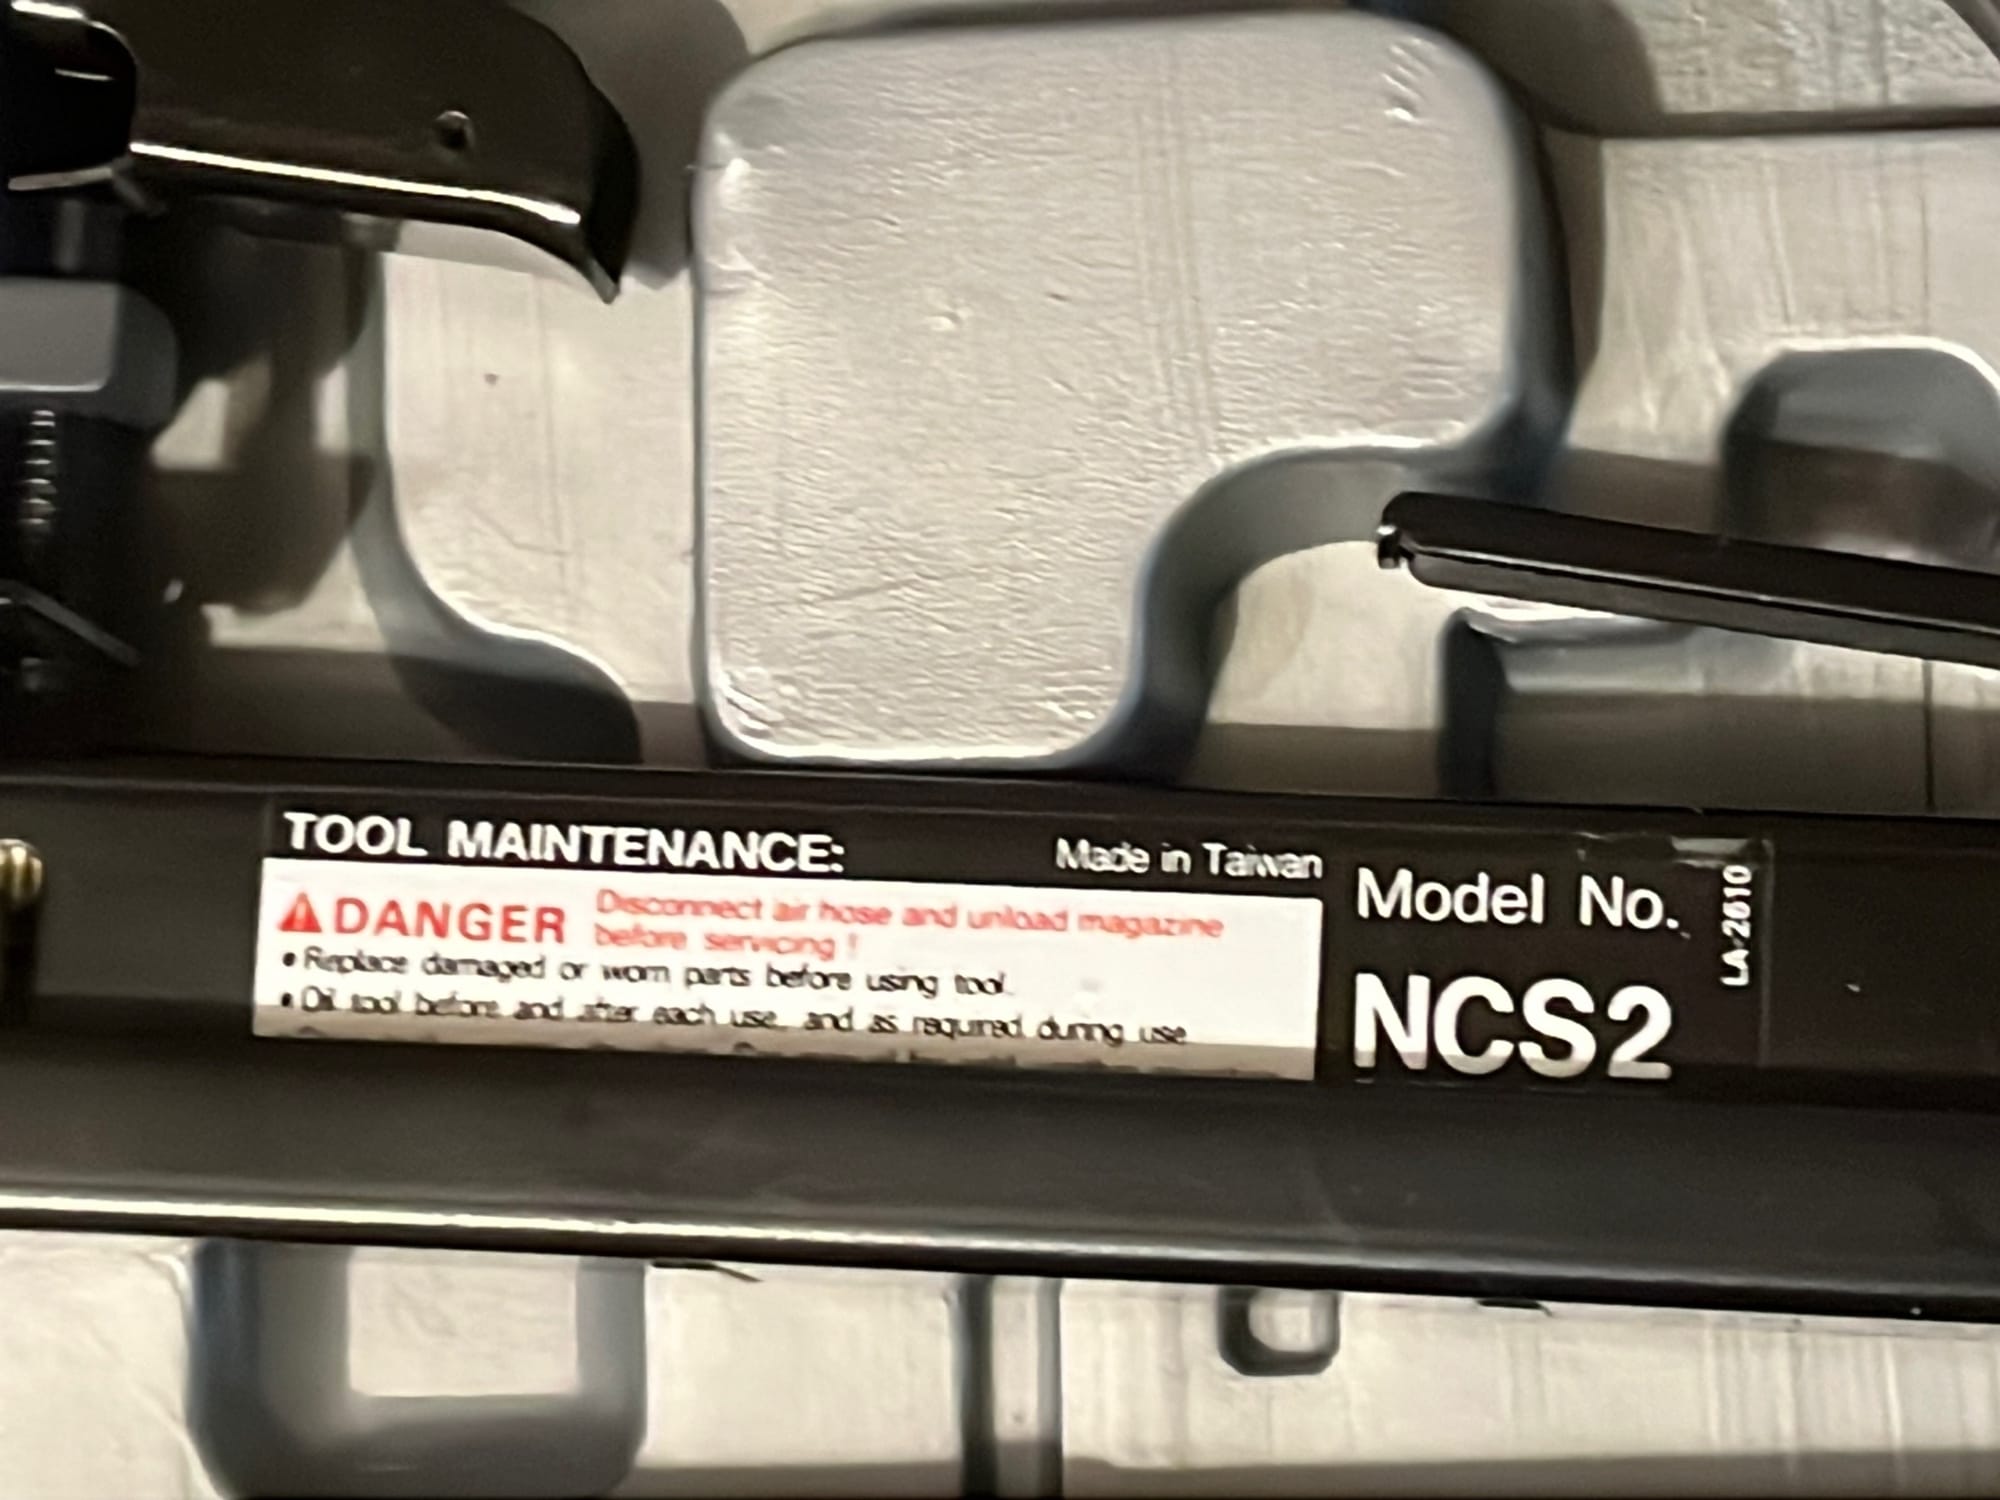 TOOL MAINTENANCE:
Made in Taiwan
DANGER
Disconnect air hose and unload magazine
before servicing !
• Replace damaged or worn parts before using tool.
• Oil tool before and after each use, and as required during use
Model No.
NCS2
LA-2610